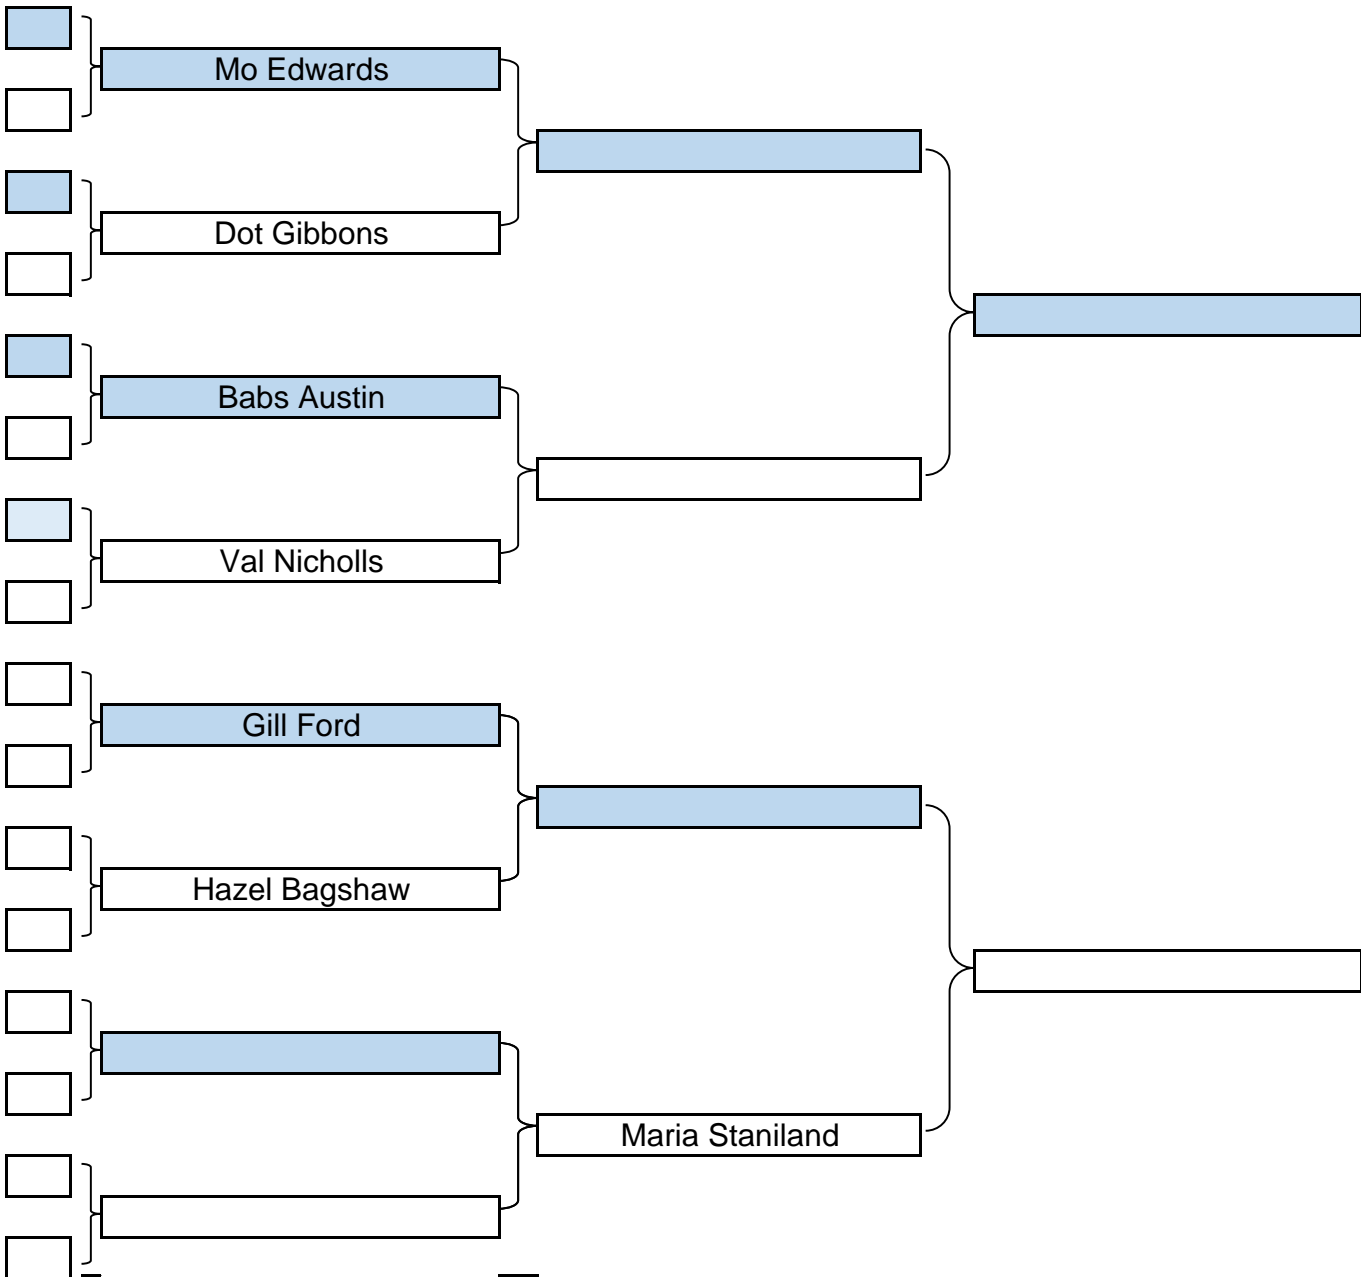 Mo Edwards
Dot Gibbons
Babs Austin
Val Nicholls
Gill Ford
Hazel Bagshaw
Maria Staniland